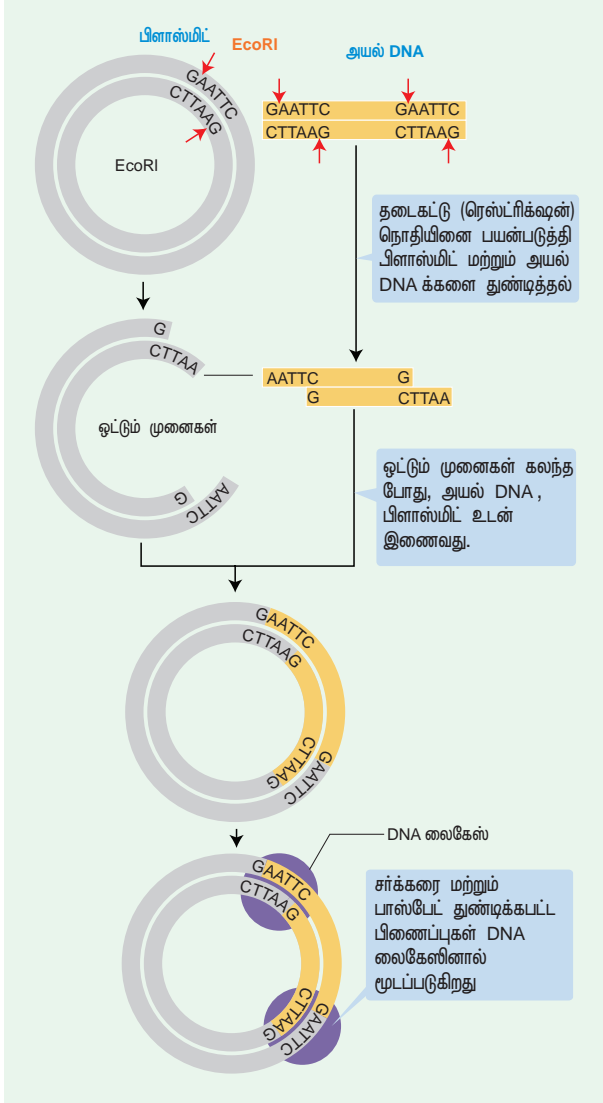 பிளாஸ்மிட்
EcoRI
அயல் DNA
GAATTC
CTTAAG
EcoRI
GAATTC GAATTC
CTTAAG CTTAAG
தடைகட்டு (ரெஸ்ட்ரிக்ஷன்)
நொதியினை பயன்படுத்தி
பிளாஸ்மிட் மற்றும் அயல்
DNA க்களை துண்டித்தல்
G
CTTAA
AATTC G
G CTTAA
ஒட்டும் முனைகள்
G
AATTC
ஒட்டும் முனைகள் கலந்த
போது, அயல் DNA ,
பிளாஸ்மிட் உடன்
இணைவது.
GAATTC
CTTAAG
CTTAAG
GAATTC
DNA லைகேஸ்
GAATTC
CTTAAG
சர்க்கரை மற்றும்
பாஸ்பேட் துண்டிக்கபட்ட
பிணைப்புகள் DNA
லைகேஸினால்
மூடப்படுகிறது
CTTAAG
GAATTC